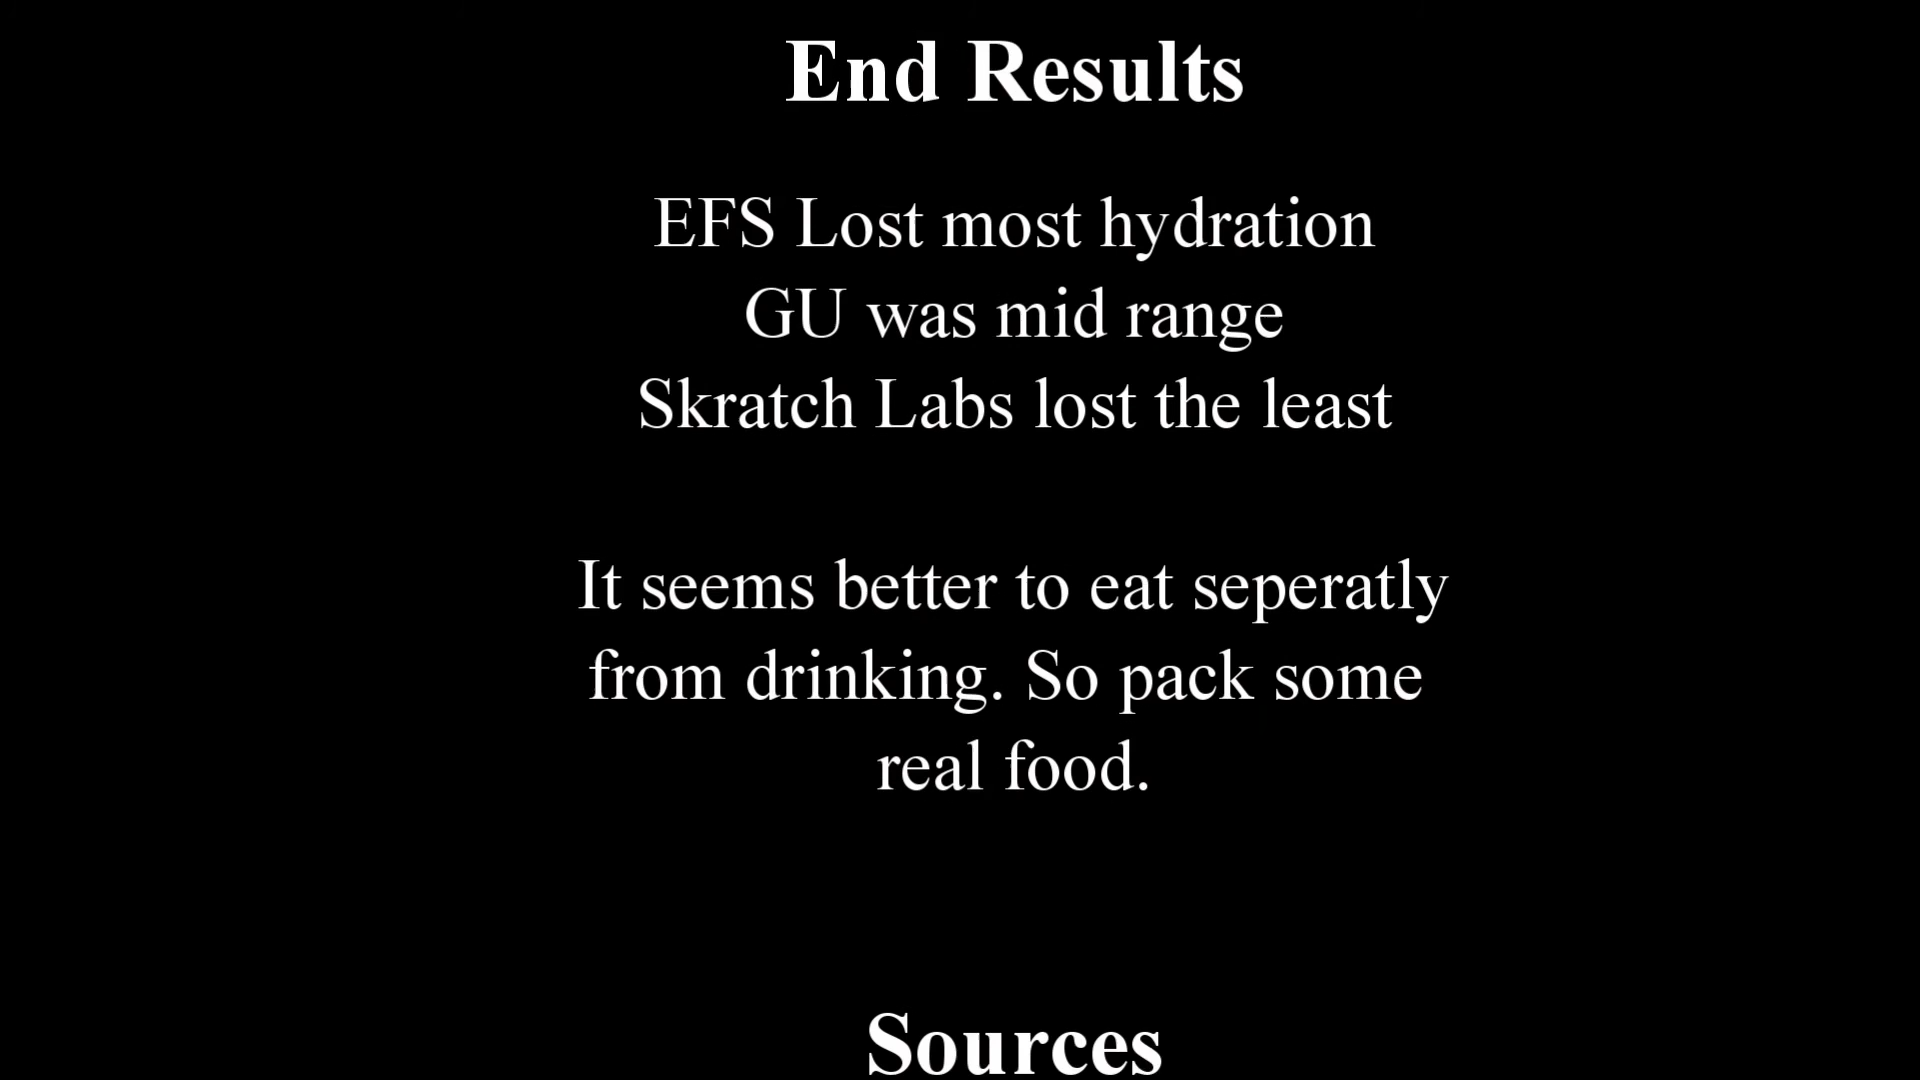 End Results
EFS Lost most hydration
GU was mid range
Skratch Labs lost the least
It seems better to eat seperatly
from drinking. So pack some
real food.
Sources